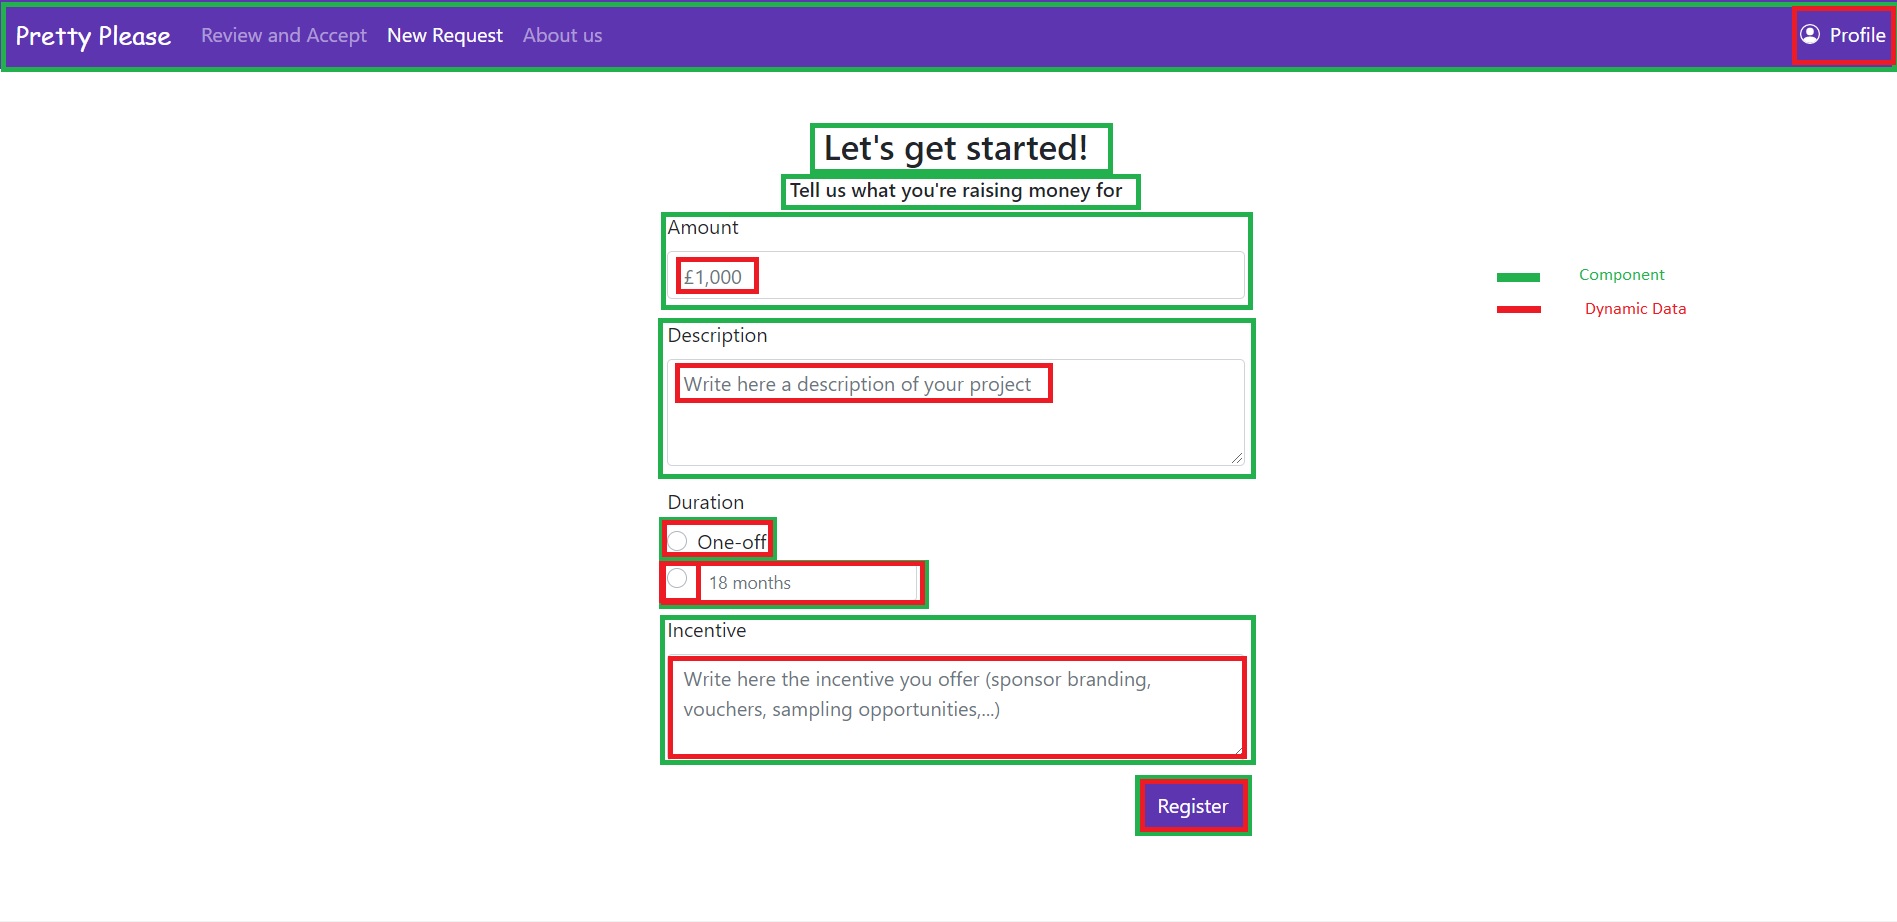 Pretty Please Review and Accept New Request About us Profile
Let's get started!
Tell us what you're raising money for
Amount
£1,000
Component
Dynamic Data
Description
Write here a description of your project
Duration
One-off
18 months
Incentive
Write here the incentive you offer (sponsor branding,
vouchers, sampling opportunities,...)
Register